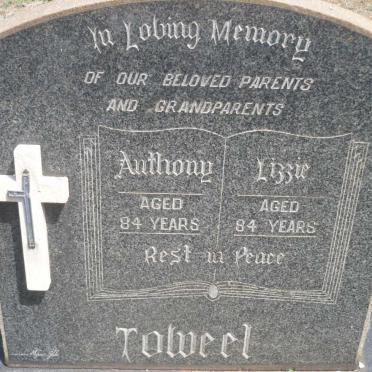 In Loving Memory
OF OUR BELOVED PARENTS
AND GRANDPARENTS
Anthony
AGED
84 YEARS
Lizzie
AGED
84 YEARS
Rest in Peace
Tolweel